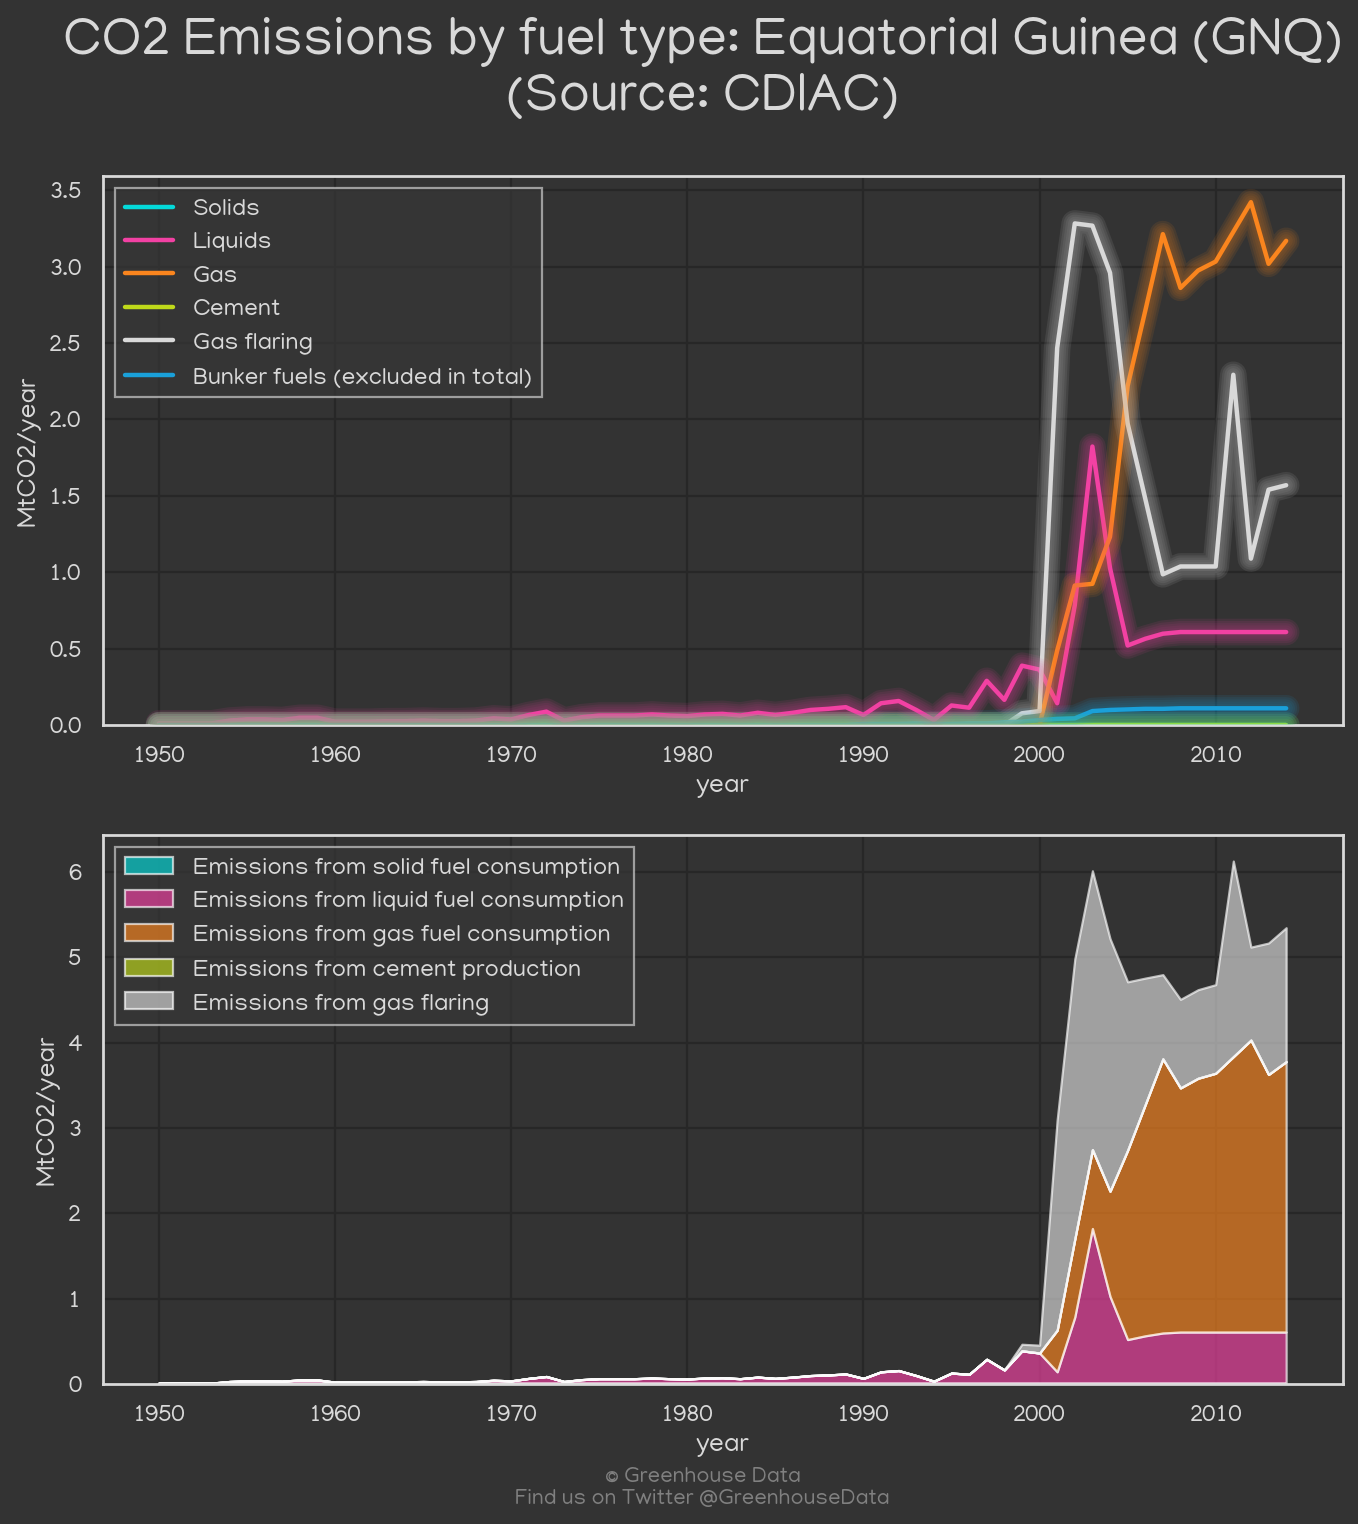 CO2 Emissions by fuel type: Equatorial Guinea (GNQ)
(Source: CDIAC)
3.5
3.0
2.5
2.0
1.5
1.0
0.5
0.0
MtCO2/year
Solids
Liquids
Gas
Cement
Gas flaring
Bunker fuels (excluded in total)
1950 1960 1970 1980 1990 2000 2010
year
6
5
4
3
2
1
0
MtCO2/year
Emissions from solid fuel consumption
Emissions from liquid fuel consumption
Emissions from gas fuel consumption
Emissions from cement production
Emissions from gas flaring
1950 1960 1970 1980 1990 2000 2010
year
© Greenhouse Data
Find us on Twitter @GreenhouseData